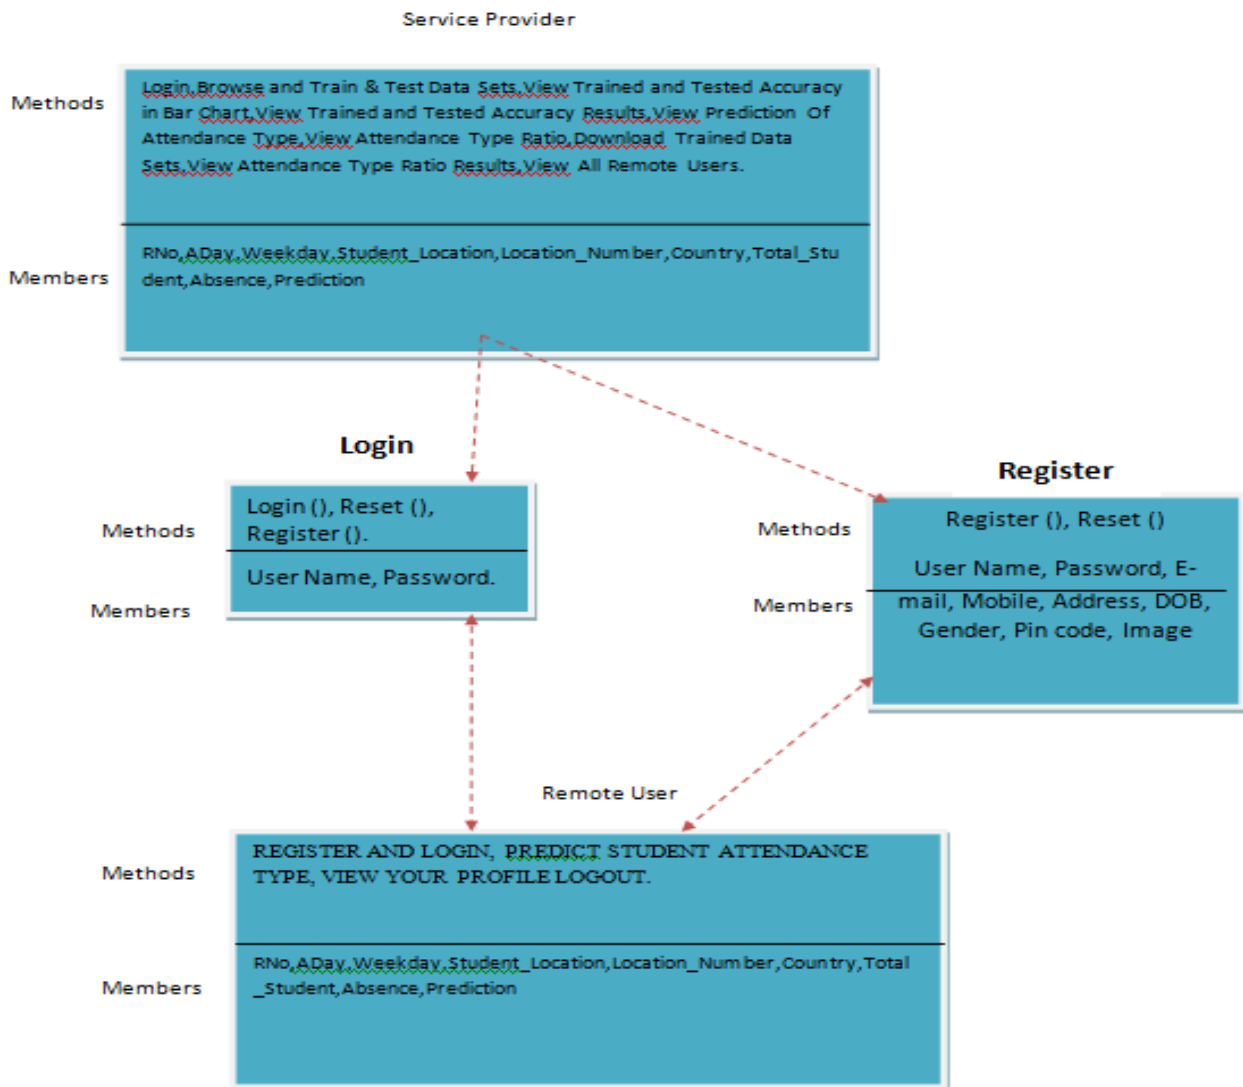 Service Provider
Methods
Login,Browse and Train & Test Data Sets,View Trained and Tested Accuracy
in Bar Chart,View Trained and Tested Accuracy Results,View Prediction Of
Attendance Type,View Attendance Type Ratio,Download Trained Data
Sets,View Attendance Type Ratio Results,View All Remote Users.
Members
RNo,ADay,Weekday,Student_Location,Location_Number,Country,Total_Stu
dent,Absence,Prediction
Login
Methods
Login (), Reset (),
Register ().
Members
User Name, Password.
Register
Methods
Register (), Reset ()
Members
User Name, Password, E-
mail, Mobile, Address, DOB,
Gender, Pin code, Image
Remote User
Methods
REGISTER AND LOGIN, PREDICT STUDENT ATTENDANCE
TYPE, VIEW YOUR PROFILE LOGOUT.
Members
RNo,ADay,Weekday,Student_Location,Location_Number,Country,Total
_Student,Absence,Prediction